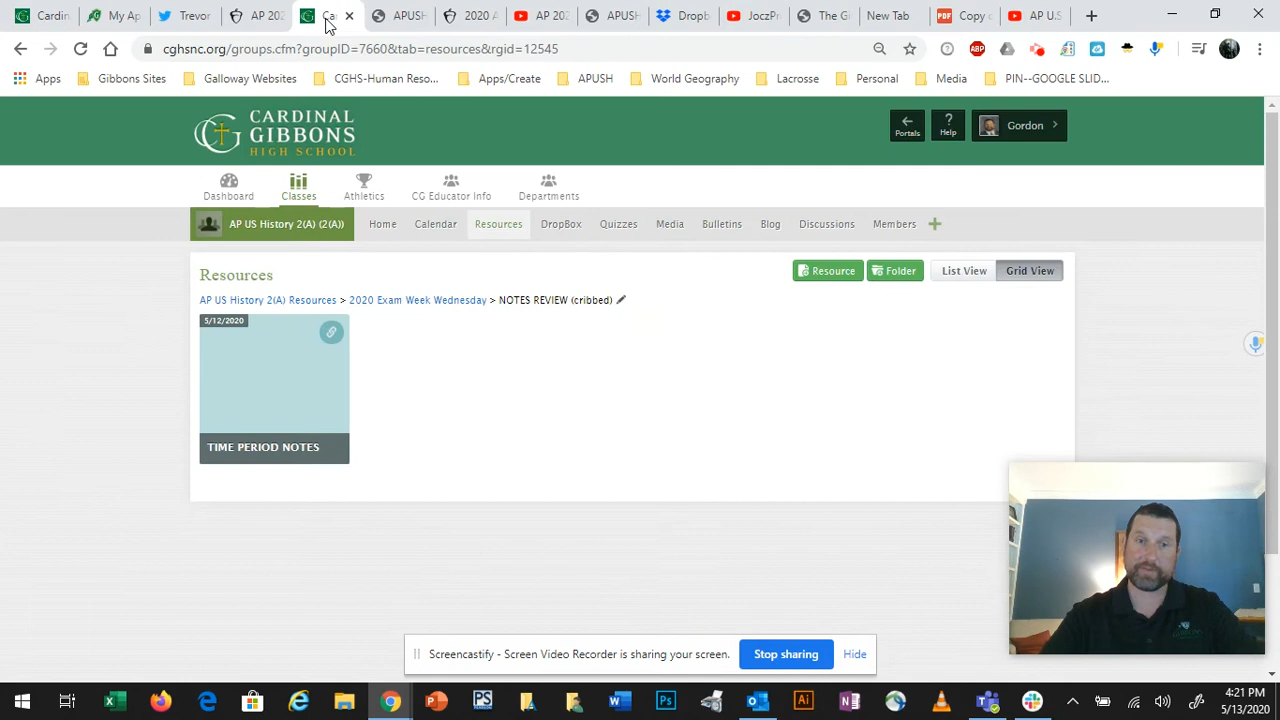 Cardin
My Ap
Trevor
AP 202
Ca
APUSH
2020 A
AP 202
APUSH
Dropb
JoczPr
The Gi
New Tab
PDF Copy o
AP U.S
cghsnc.org/groups.cfm?groupID=7660&tab=resources&rgid=12545
ABP
Apps
Gibbons Sites
Galloway Websites
CGHS-Human Reso...
Apps/Create
APUSH
World Geography
Lacrosse
Personal
Media
PIN--GOOGLE SLID...
CARDINAL
GIBBONS
HIGH SCHOOL
Portals
? Help
Gordon
Dashboard
Classes
Athletics
CG Educator Info
Departments
AP US History 2(A) (2(A))
Home
Calendar
Resources
DropBox
Quizzes
Media
Bulletins
Blog
Discussions
Members
Resources
Resource
Folder
List View
Grid View
AP US History 2(A) Resources > 2020 Exam Week Wednesday > NOTES REVIEW (cribbed)
5/12/2020
TIME PERIOD NOTES
Screencastify - Screen Video Recorder is sharing your screen.
Stop sharing
Hide
4:21 PM
5/13/2020